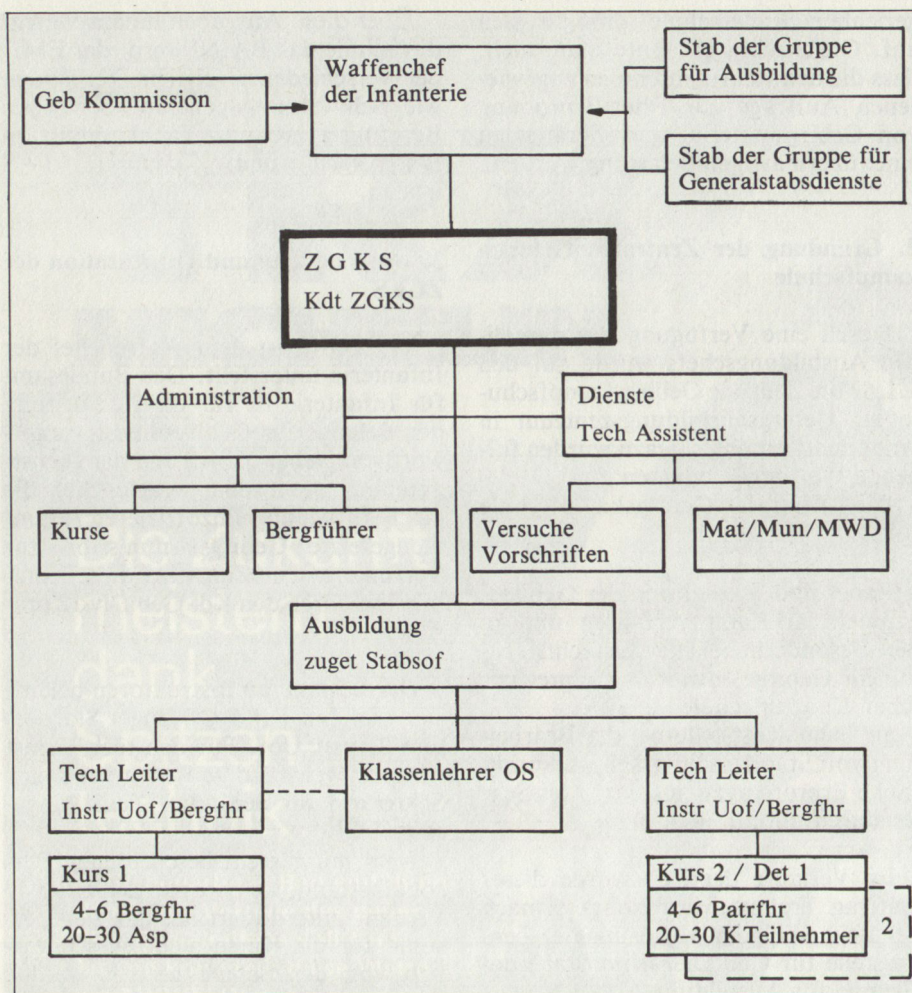 Stab der Gruppe
für Ausbildung
Waffenchef
der Infanterie
Geb Kommission
Stab der Gruppe für
Generalstabsdienste
Z G K S
Kdt ZGKS
Administration
Dienste
Tech Assistent
Kurse
Bergführer
Versuche
Vorschriften
Mat/Mun/MWD
Ausbildung
zuget Stabsof
Tech Leiter
Instr Uof/Bergfhr
Klassenlehrer OS
Tech Leiter
Instr Uof/Bergfhr
Kurs 1
4-6 Bergfhr
20-30 Asp
Kurs 2 / Det 1
4-6 Patrfhr
20-30 K Teilnehmer
2